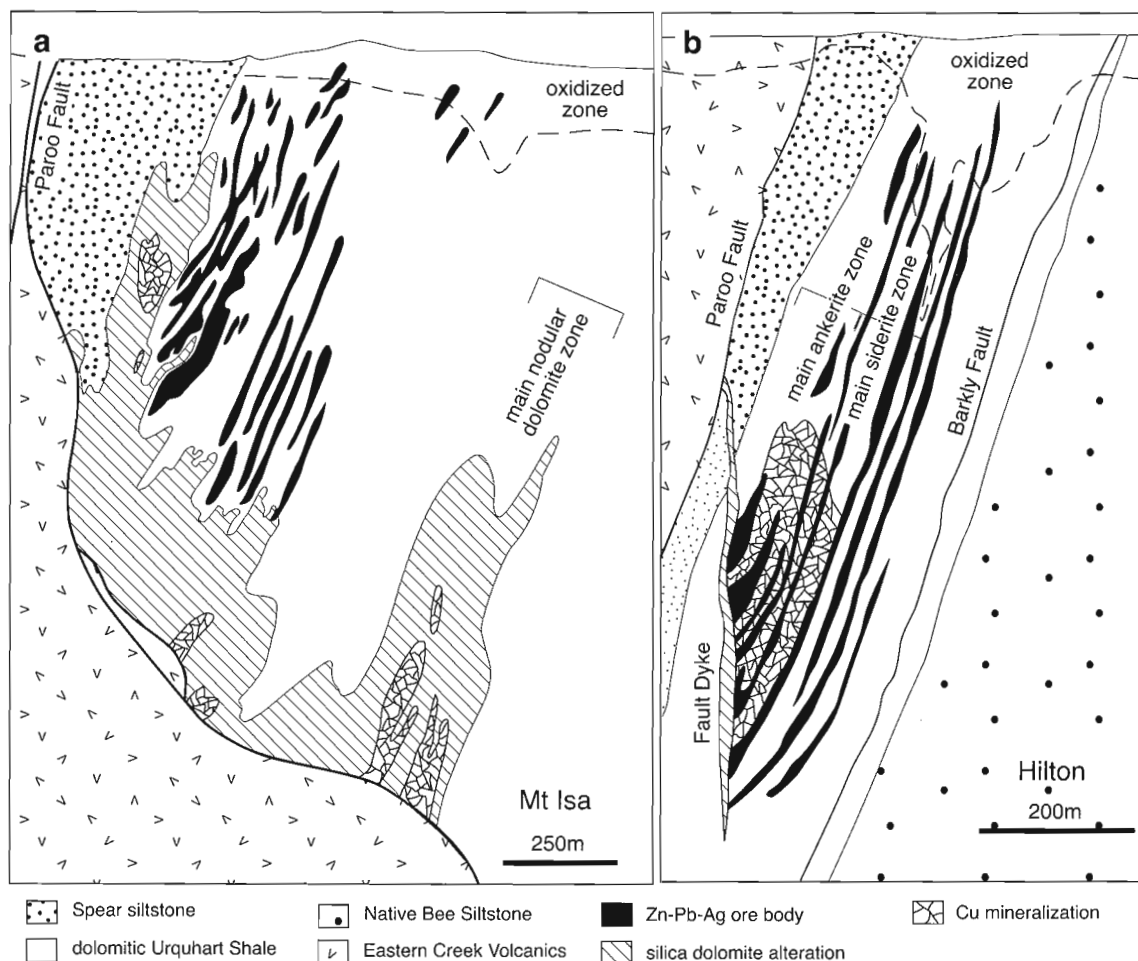 a
Paroo Fault
oxidized
zone
main nodular
dolomite zone
Mt Isa
250m
b
oxidized
zone
Paroo Fault
main ankerite zone
main siderite zone
Barkly Fault
Fault Dyke
Hilton
200m
Spear siltstone
Native Bee Siltstone
Zn-Pb-Ag ore body
Cu mineralization
dolomitic Urquhart Shale
Eastern Creek Volcanics
silica dolomite alteration